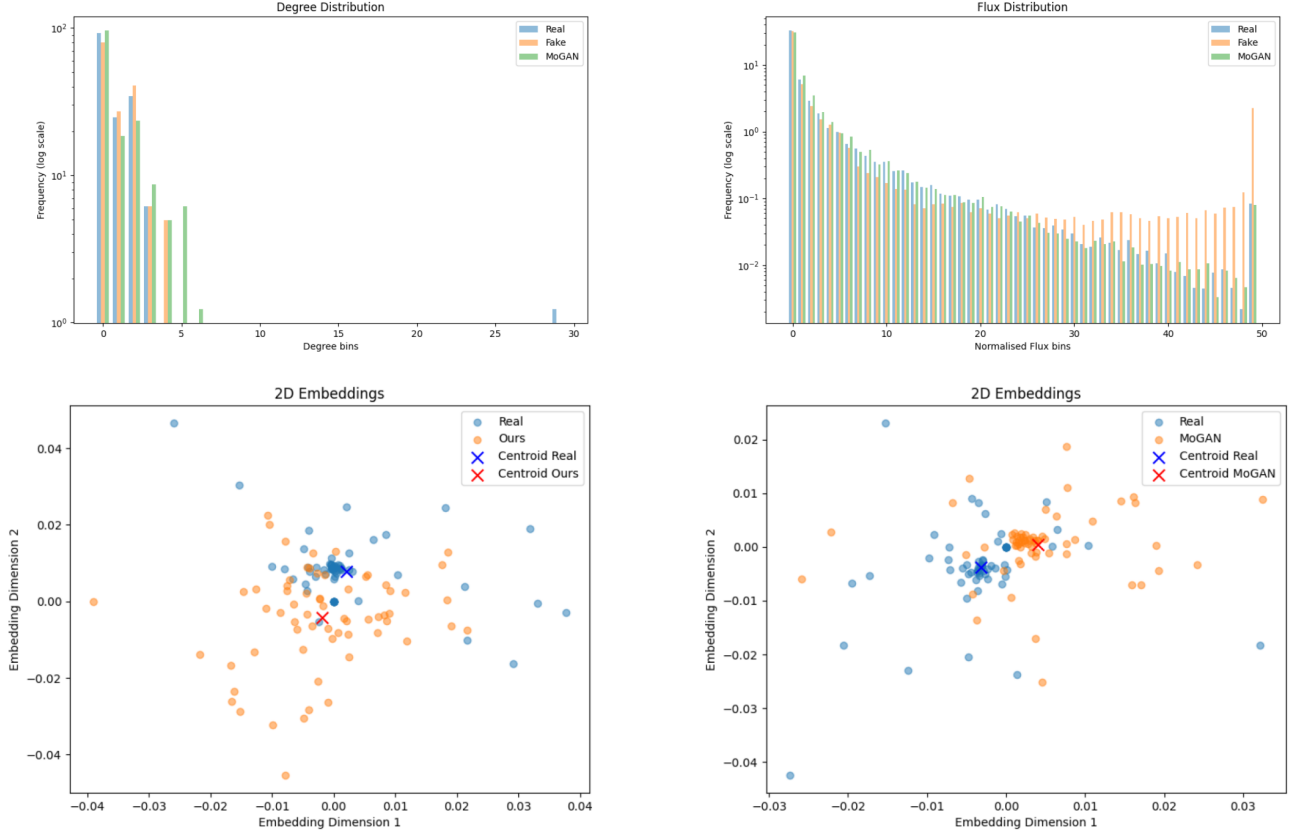 Degree Distribution
Frequency (log scale)
10²
10¹
10⁰
Real
Fake
MoGAN
0 5 10 15 20 25 30
Degree bins
Flux Distribution
Frequency (log scale)
10¹
10⁰
10⁻¹
10⁻²
Real
Fake
MoGAN
0 10 20 30 40 50
Normalised Flux bins
2D Embeddings
Embedding Dimension 2
0.04
0.02
0.00
−0.02
−0.04
Real
Ours
Centroid Real
Centroid Ours
−0.04 −0.03 −0.02 −0.01 0.00 0.01 0.02 0.03 0.04
Embedding Dimension 1
2D Embeddings
Embedding Dimension 2
0.02
0.01
0.00
−0.01
−0.02
−0.03
−0.04
Real
MoGAN
Centroid Real
Centroid MoGAN
−0.03 −0.02 −0.01 0.00 0.01 0.02 0.03
Embedding Dimension 1